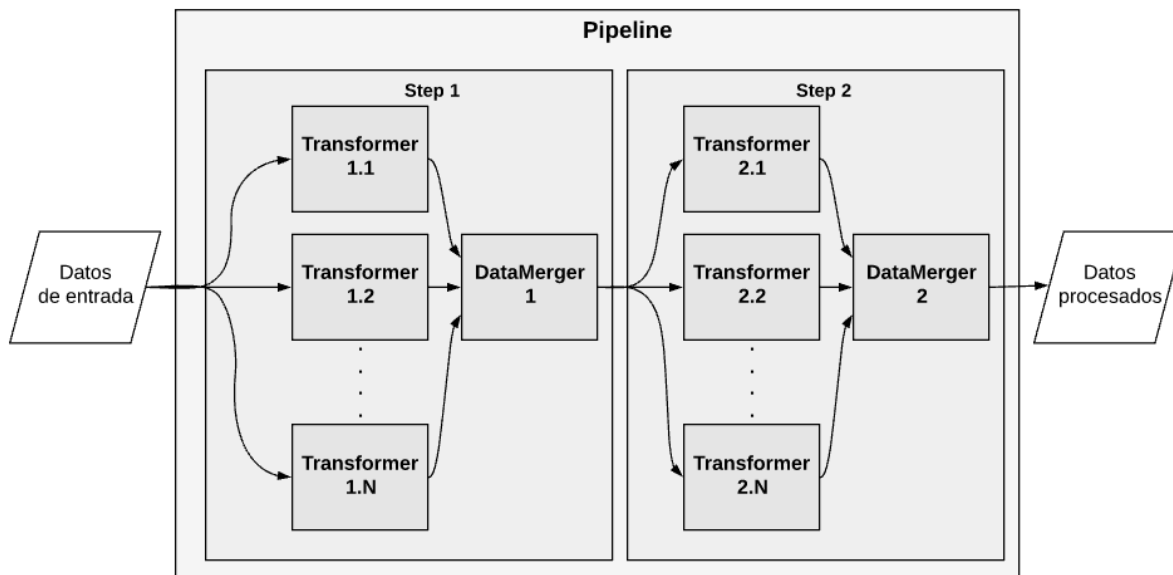 Pipeline
Step 1
Transformer
1.1
Transformer
1.2
Transformer
1.N
DataMerger
1
Step 2
Transformer
2.1
Transformer
2.2
Transformer
2.N
DataMerger
2
Datos
de entrada
Datos
procesados